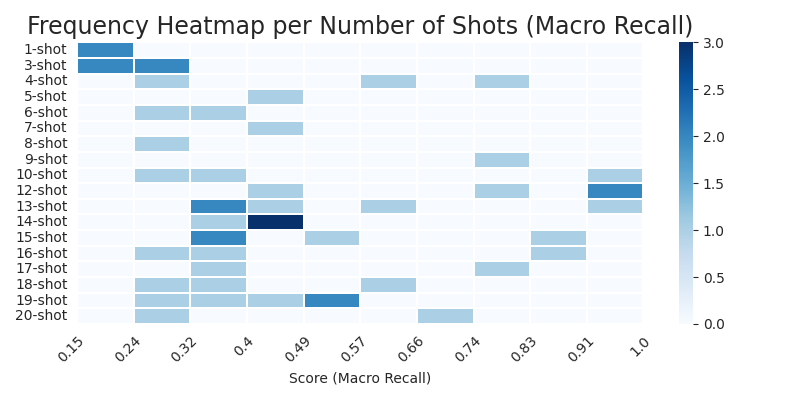 Frequency Heatmap per Number of Shots (Macro Recall)
1-shot
3-shot
4-shot
5-shot
6-shot
7-shot
8-shot
9-shot
10-shot
12-shot
13-shot
14-shot
15-shot
16-shot
17-shot
18-shot
19-shot
20-shot
0.15 0.24 0.32 0.4 0.49 0.57 0.66 0.74 0.83 0.91 1.0
Score (Macro Recall)
3.0
2.5
2.0
1.5
1.0
0.5
0.0